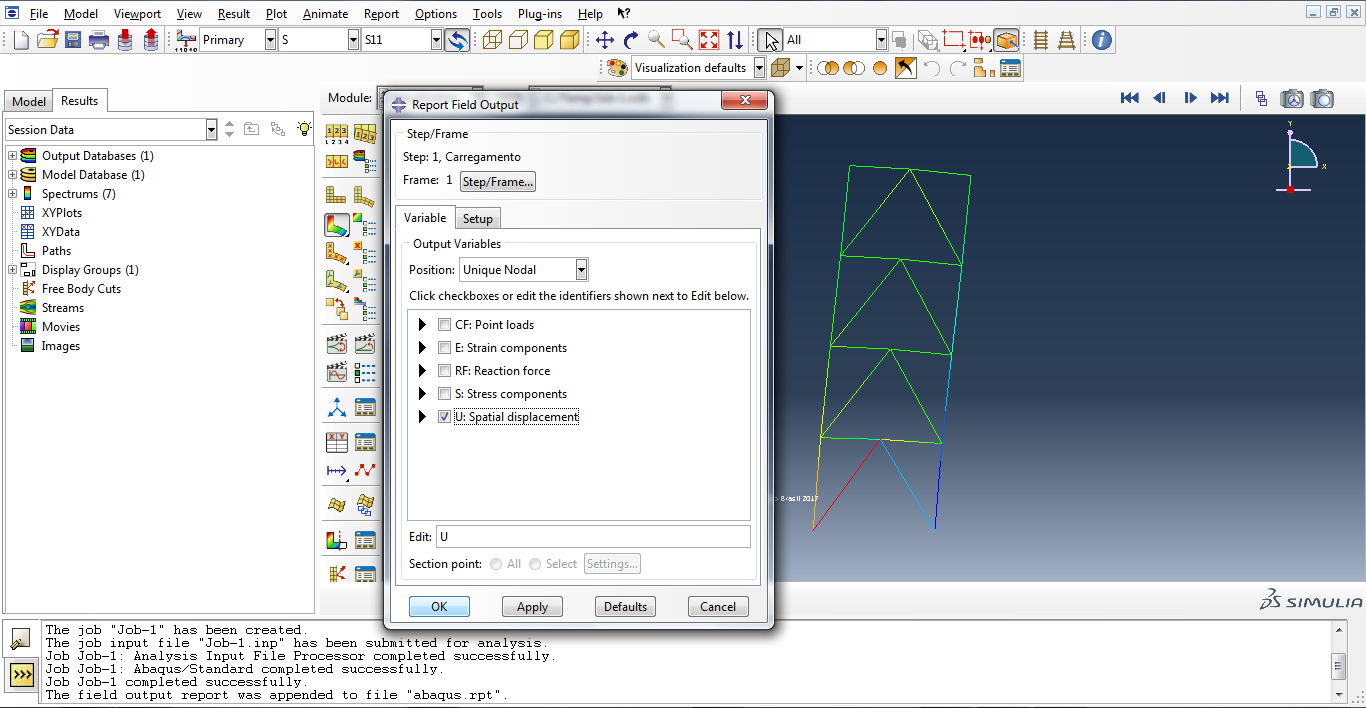 File Model Viewport View Result Plot Animate Report Options Tools Plug-ins Help
Primary S S11 All
Visualization defaults
Model Results
Module:
Session Data
Output Databases (1)
Model Database (1)
Spectrums (7)
XYPlots
XYData
Paths
Display Groups (1)
Free Body Cuts
Streams
Movies
Images
Report Field Output
Step/Frame
Step: 1, Carregamento
Frame: 1 Step/Frame...
Variable Setup
Output Variables
Position: Unique Nodal
Click checkboxes or edit the identifiers shown next to Edit below.
CF: Point loads
E: Strain components
RF: Reaction force
S: Stress components
U: Spatial displacement
Edit: U
Section point: All Select Settings...
OK Apply Defaults Cancel
Y
X
Brasil 2017
SIMULIA
The job "Job-1" has been created.
The job input file "Job-1.inp" has been submitted for analysis.
Job Job-1: Analysis Input File Processor completed successfully.
Job Job-1: Abaqus/Standard completed successfully.
Job Job-1 completed successfully.
The field output report was appended to file "abaqus.rpt".